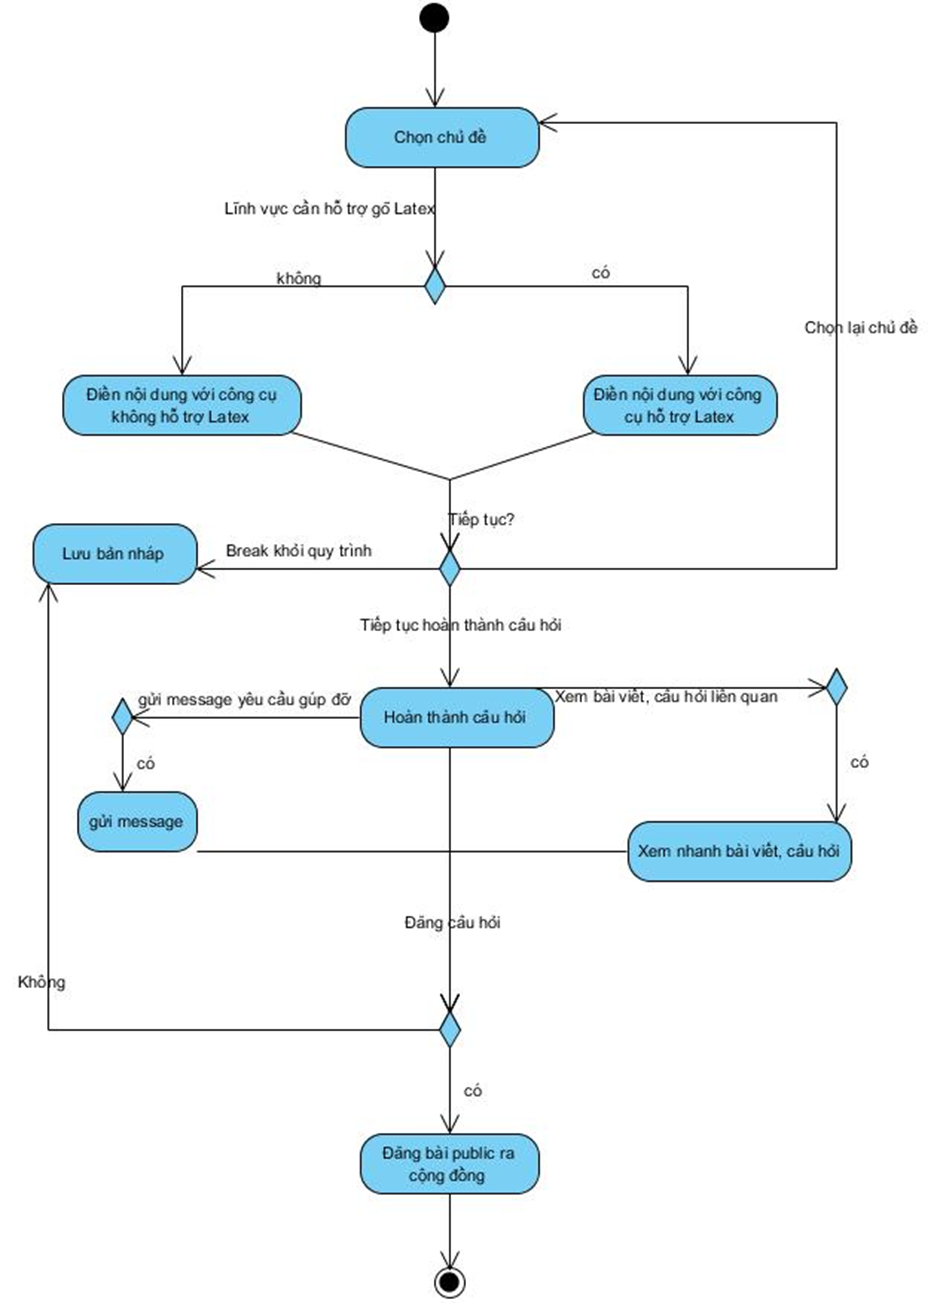 Chọn chủ đề
Lĩnh vực cần hỗ trợ gõ Latex
không
có
Chọn lại chủ đề
Điền nội dung với công cụ
không hỗ trợ Latex
Điền nội dung với công
cụ hỗ trợ Latex
Tiếp tục?
Lưu bản nháp
Break khỏi quy trình
Tiếp tục hoàn thành câu hỏi
gửi message yêu cầu gúp đỡ
Hoàn thành câu hỏi
Xem bài viết, câu hỏi liên quan
có
có
gửi message
Xem nhanh bài viết, câu hỏi
Đăng câu hỏi
Không
có
Đăng bài public ra
cộng đồng